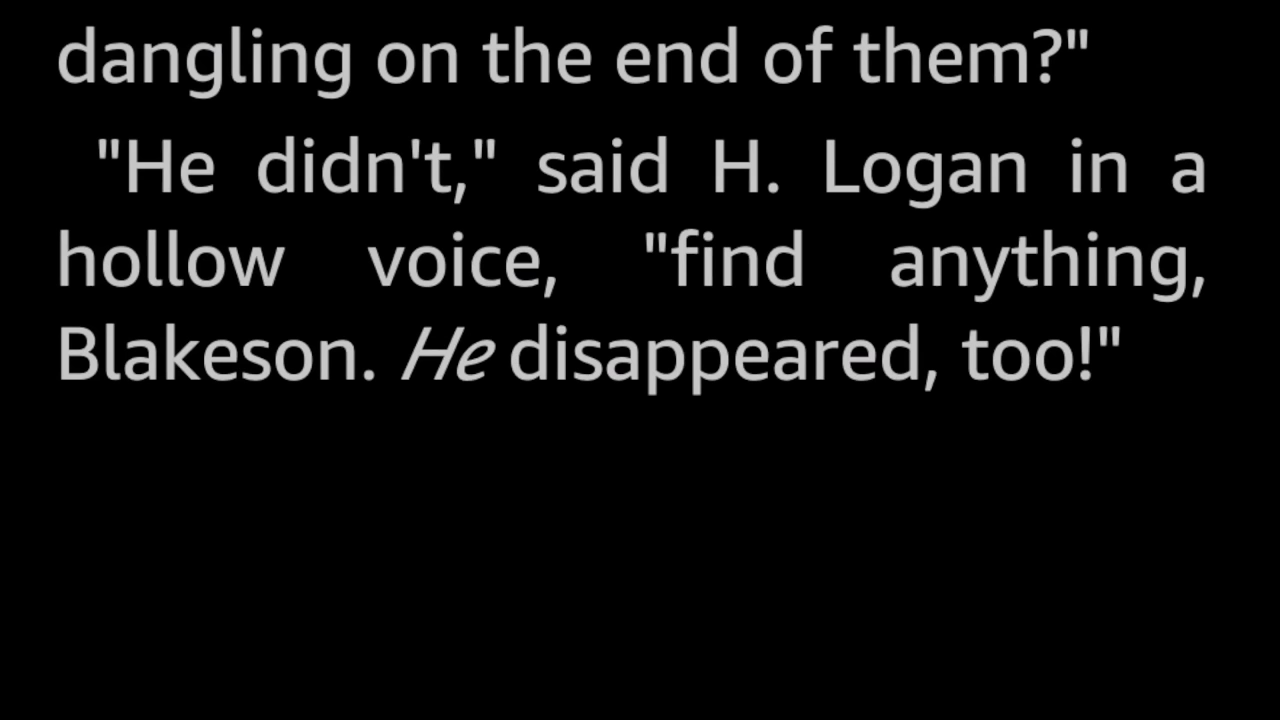 dangling on the end of them?"
"He didn't," said H. Logan in a
hollow voice, "find anything,
Blakeson. He disappeared, too!"